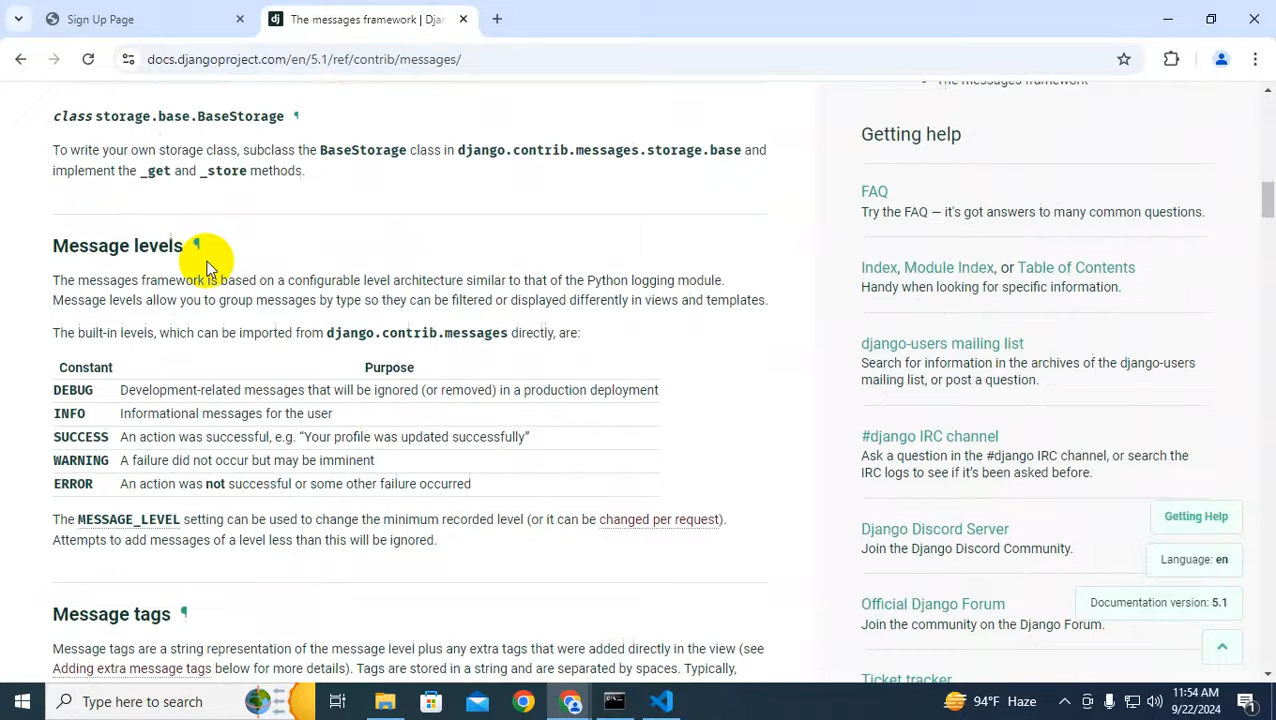 Sign Up Page
The messages framework | Djan
docs.djangoproject.com/en/5.1/ref/contrib/messages/
class storage.base.BaseStorage ¶
To write your own storage class, subclass the BaseStorage class in django.contrib.messages.storage.base and
implement the _get and _store methods.
Message levels ¶
The messages framework is based on a configurable level architecture similar to that of the Python logging module.
Message levels allow you to group messages by type so they can be filtered or displayed differently in views and templates.
The built-in levels, which can be imported from django.contrib.messages directly, are:
Constant Purpose
DEBUG Development-related messages that will be ignored (or removed) in a production deployment
INFO Informational messages for the user
SUCCESS An action was successful, e.g. “Your profile was updated successfully”
WARNING A failure did not occur but may be imminent
ERROR An action was not successful or some other failure occurred
The MESSAGE_LEVEL setting can be used to change the minimum recorded level (or it can be changed per request).
Attempts to add messages of a level less than this will be ignored.
Message tags ¶
Message tags are a string representation of the message level plus any extra tags that were added directly in the view (see
Adding extra message tags below for more details). Tags are stored in a string and are separated by spaces. Typically,
The messages framework
Getting help
FAQ
Try the FAQ — it's got answers to many common questions.
Index, Module Index, or Table of Contents
Handy when looking for specific information.
django-users mailing list
Search for information in the archives of the django-users
mailing list, or post a question.
#django IRC channel
Ask a question in the #django IRC channel, or search the
IRC logs to see if it’s been asked before.
Django Discord Server
Join the Django Discord Community.
Official Django Forum
Join the community on the Django Forum.
Ticket tracker
Getting Help
Language: en
Documentation version: 5.1
Type here to search
94°F Haze
11:54 AM
9/22/2024
1